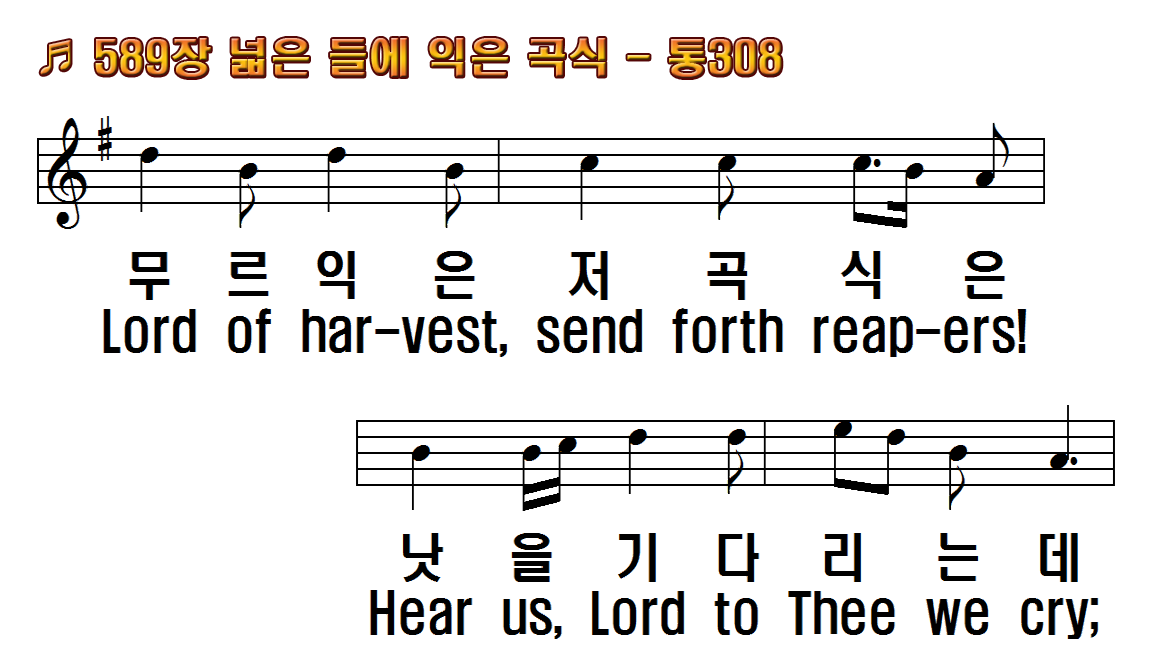 ♬ 589장 넓은 들에 익은 곡식 - 통308
무 르 익 은 저 곡 식 은
Lord of har-vest, send forth reap-ers!
낫 을 기 다 리 는 데
Hear us, Lord to Thee we cry;